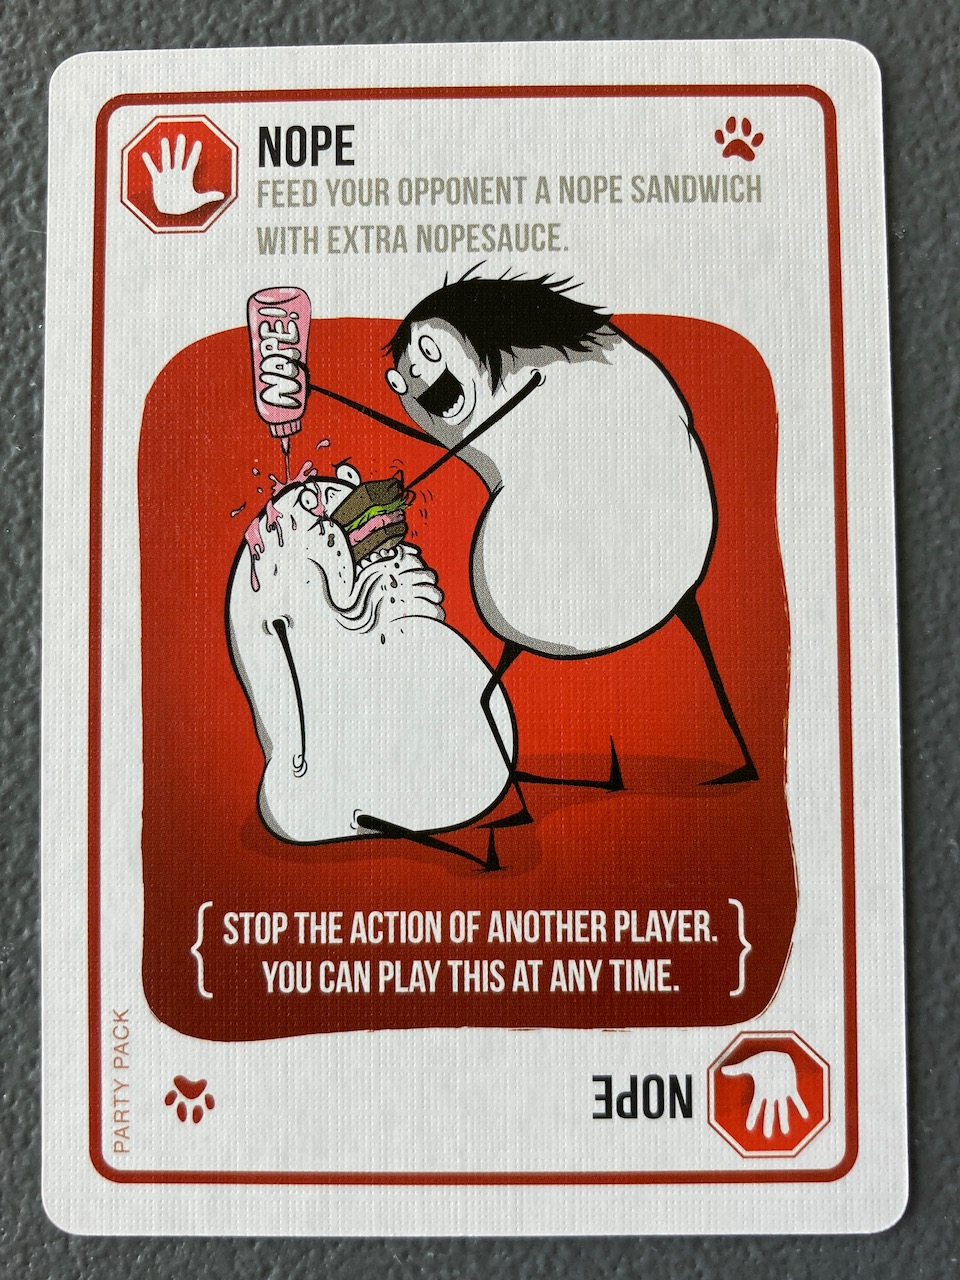 NOPE
FEED YOUR OPPONENT A NOPE SANDWICH
WITH EXTRA NOPESAUCE.
NOPE!
{ STOP THE ACTION OF ANOTHER PLAYER.
YOU CAN PLAY THIS AT ANY TIME. }
PARTY PACK
NOPE